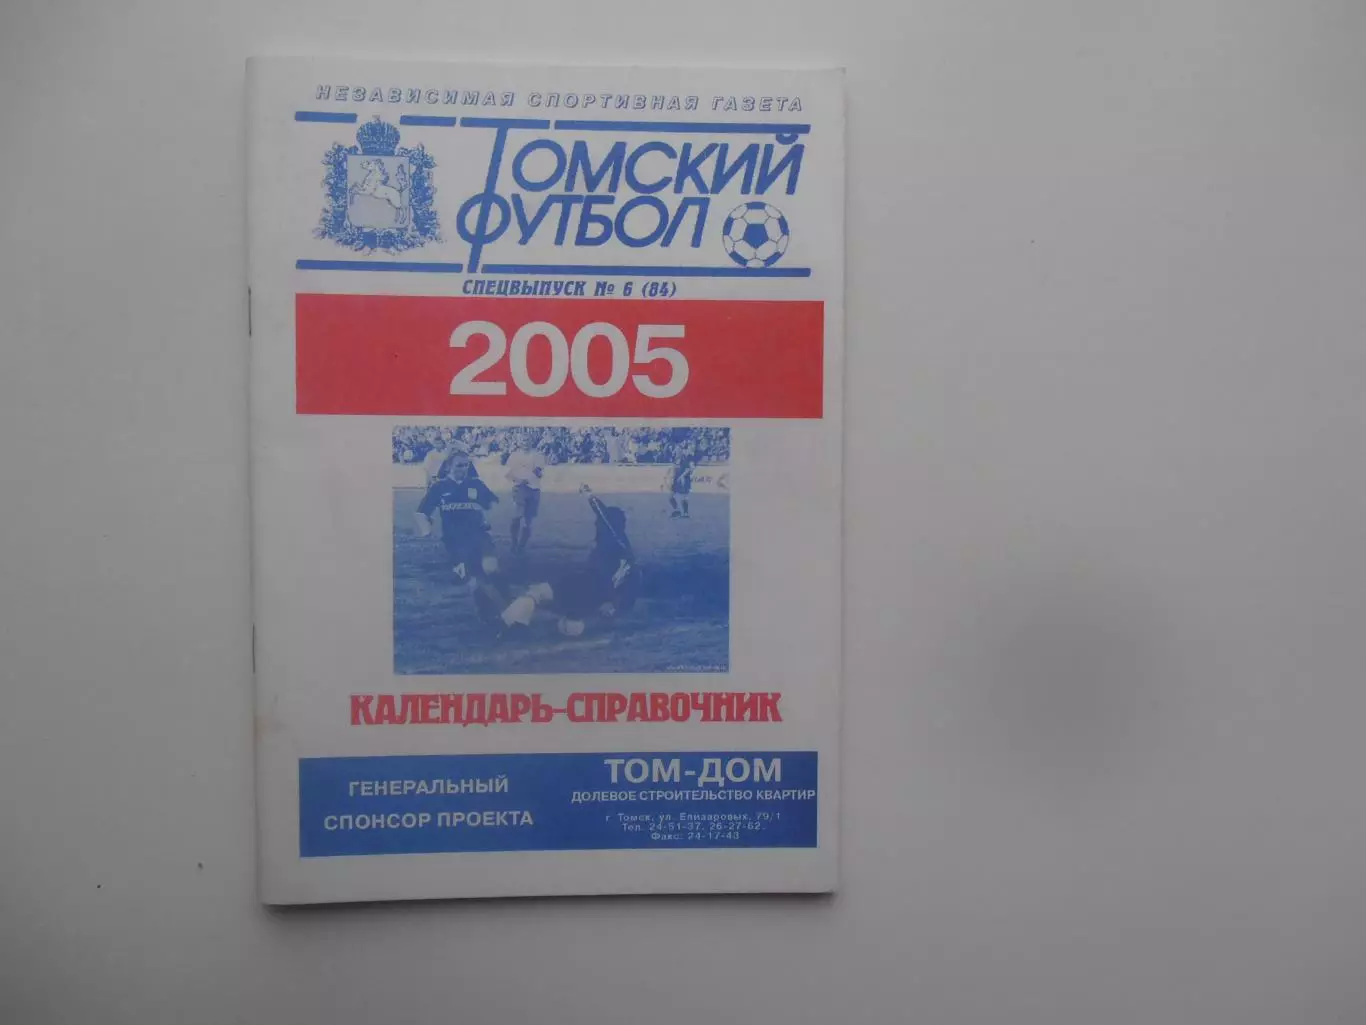 НЕЗАВИСИМАЯ СПОРТИВНАЯ ГАЗЕТА
ТОМСКИЙ
ФУТБОЛ
СПЕЦВЫПУСК № 6 (84)
2005
КАЛЕНДАРЬ-СПРАВОЧНИК
ГЕНЕРАЛЬНЫЙ
СПОНСОР ПРОЕКТА
ТОМ-ДОМ
ДОЛЕВОЕ СТРОИТЕЛЬСТВО КВАРТИР
г. Томск, ул. Елизаровых, 79/1
Тел. 24-51-37, 26-27-62.
Факс: 24-17-43